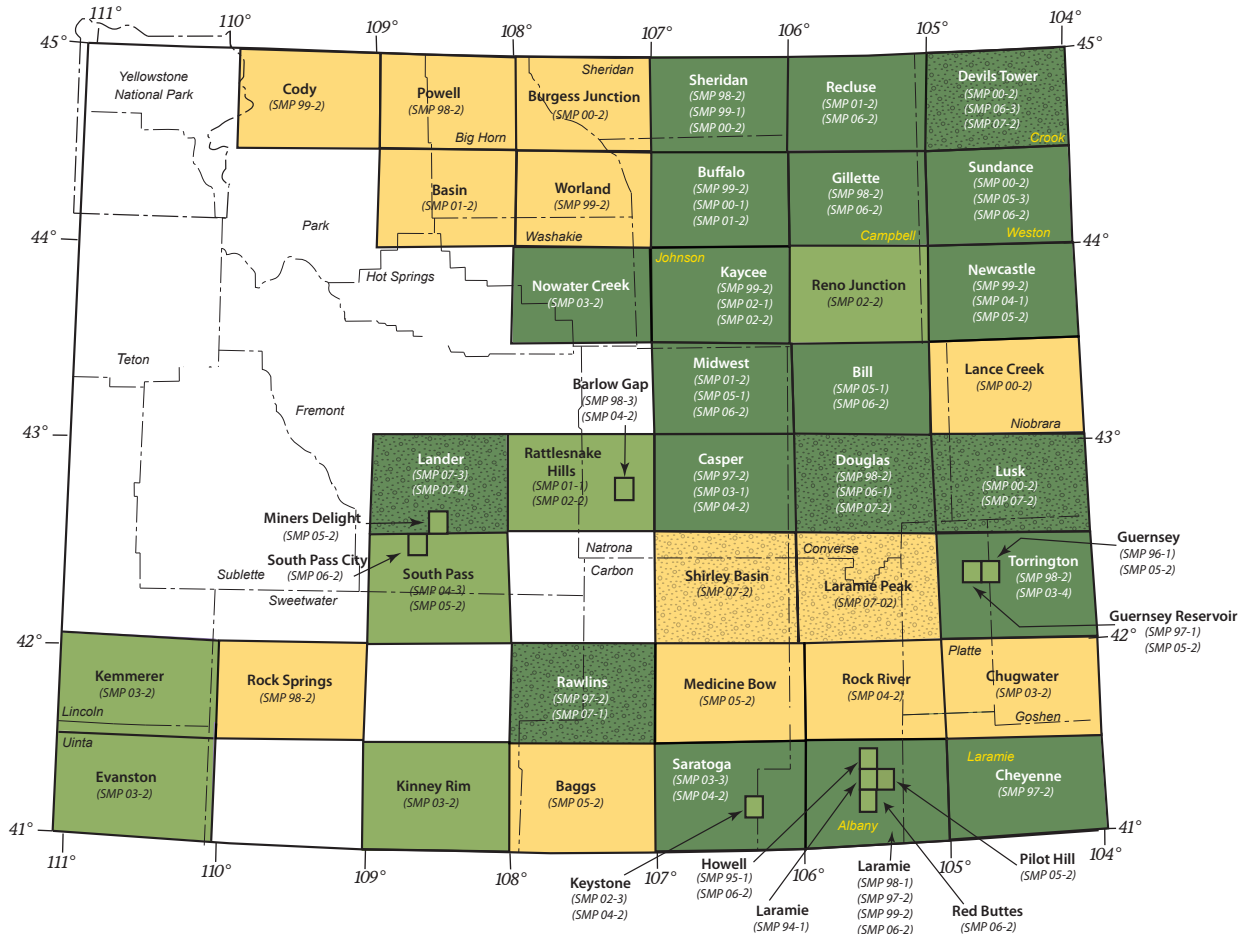 111°
110°
109°
108°
107°
106°
105°
104°
45°
45°
Yellowstone
National Park
Cody
(SMP 99-2)
Powell
(SMP 98-2)
Big Horn
Sheridan
Burgess Junction
(SMP 00-2)
Sheridan
(SMP 98-2)
(SMP 99-1)
(SMP 00-2)
Recluse
(SMP 01-2)
(SMP 06-2)
Devils Tower
(SMP 00-2)
(SMP 06-3)
(SMP 07-2)
Crook
Basin
(SMP 01-2)
Worland
(SMP 99-2)
Washakie
Buffalo
(SMP 99-2)
(SMP 00-1)
(SMP 01-2)
Gillette
(SMP 98-2)
(SMP 06-2)
Campbell
Sundance
(SMP 00-2)
(SMP 05-3)
(SMP 06-2)
Weston
Park
44°
44°
Hot Springs
Nowater Creek
(SMP 03-2)
Johnson
Kaycee
(SMP 99-2)
(SMP 02-1)
(SMP 02-2)
Reno Junction
(SMP 02-2)
Newcastle
(SMP 99-2)
(SMP 04-1)
(SMP 05-2)
Teton
Fremont
Barlow Gap
(SMP 98-3)
(SMP 04-2)
Midwest
(SMP 01-2)
(SMP 05-1)
(SMP 06-2)
Bill
(SMP 05-1)
(SMP 06-2)
Lance Creek
(SMP 00-2)
Niobrara
43°
43°
Lander
(SMP 07-3)
(SMP 07-4)
Rattlesnake
Hills
(SMP 01-1)
(SMP 02-2)
Casper
(SMP 97-2)
(SMP 03-1)
(SMP 04-2)
Douglas
(SMP 98-2)
(SMP 06-1)
(SMP 07-2)
Lusk
(SMP 00-2)
(SMP 07-2)
Miners Delight
(SMP 05-2)
South Pass City
(SMP 06-2)
Sublette
Sweetwater
South Pass
(SMP 04-3)
(SMP 05-2)
Natrona
Carbon
Shirley Basin
(SMP 07-2)
Converse
Laramie Peak
(SMP 07-02)
Torrington
(SMP 98-2)
(SMP 03-4)
Guernsey
(SMP 96-1)
(SMP 05-2)
Guernsey Reservoir
(SMP 97-1)
(SMP 05-2)
42°
42°
Kemmerer
(SMP 03-2)
Lincoln
Rock Springs
(SMP 98-2)
Rawlins
(SMP 97-2)
(SMP 07-1)
Medicine Bow
(SMP 05-2)
Rock River
(SMP 04-2)
Platte
Chugwater
(SMP 03-2)
Goshen
Uinta
Evanston
(SMP 03-2)
Kinney Rim
(SMP 03-2)
Baggs
(SMP 05-2)
Saratoga
(SMP 03-3)
(SMP 04-2)
Albany
Laramie
Cheyenne
(SMP 97-2)
41°
41°
111°
110°
109°
108°
107°
106°
105°
104°
Keystone
(SMP 02-3)
(SMP 04-2)
Howell
(SMP 95-1)
(SMP 06-2)
Laramie
(SMP 94-1)
Laramie
(SMP 98-1)
(SMP 97-2)
(SMP 99-2)
(SMP 06-2)
Red Buttes
(SMP 06-2)
Pilot Hill
(SMP 05-2)